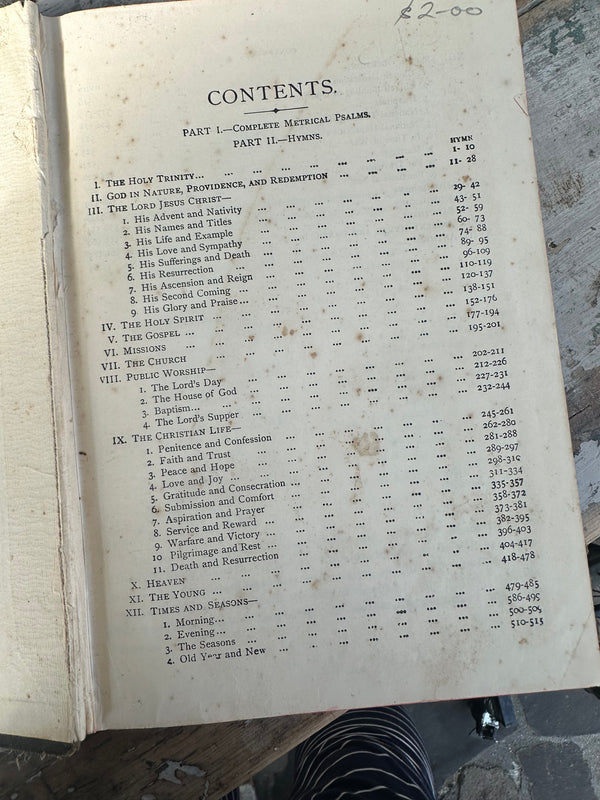 £2-00
CONTENTS.
PART I.—COMPLETE METRICAL PSALMS.
PART II.—HYMNS.
HYMN
I. THE HOLY TRINITY... ... ... ... ... ... ... 1- 10
II. GOD IN NATURE, PROVIDENCE, AND REDEMPTION ... ... ... 11- 28
III. THE LORD JESUS CHRIST—
1. His Advent and Nativity ... ... ... ... ... 29- 42
2. His Names and Titles ... ... ... ... ... 43- 51
3. His Life and Example ... ... ... ... ... 52- 59
4. His Love and Sympathy ... ... ... ... ... 60- 73
5. His Sufferings and Death ... ... ... ... ... 74- 88
6. His Resurrection ... ... ... ... ... ... 89- 95
7. His Ascension and Reign ... ... ... ... ... 96-109
8. His Second Coming ... ... ... ... ... ... 110-119
9. His Glory and Praise... ... ... ... ... ... 120-137
IV. THE HOLY SPIRIT ... ... ... ... ... ... ... 138-151
V. THE GOSPEL ... ... ... ... ... ... ... 152-176
VI. MISSIONS ... ... ... ... ... ... ... 177-194
VII. THE CHURCH ... ... ... ... ... ... ... 195-201
VIII. PUBLIC WORSHIP—
1. The Lord's Day ... ... ... ... ... ... 202-211
2. The House of God ... ... ... ... ... ... 212-226
3. Baptism... ... ... ... ... ... ... 227-231
4. The Lord's Supper ... ... ... ... ... ... 232-244
IX. THE CHRISTIAN LIFE—
1. Penitence and Confession ... ... ... ... ... 245-261
2. Faith and Trust ... ... ... ... ... ... 262-280
3. Peace and Hope ... ... ... ... ... ... 281-288
4. Love and Joy ... ... ... ... ... ... ... 289-297
5. Gratitude and Consecration ... ... ... ... ... 298-310
6. Submission and Comfort ... ... ... ... ... 311-334
7. Aspiration and Prayer ... ... ... ... ... 335-357
8. Service and Reward ... ... ... ... ... 358-372
9. Warfare and Victory ... ... ... ... ... 373-381
10 Pilgrimage and Rest ... ... ... ... ... 382-395
11. Death and Resurrection ... ... ... ... ... 396-403
X. HEAVEN ... ... ... ... ... ... ... 404-417
XI. THE YOUNG ... ... ... ... ... ... ... 418-478
XII. TIMES AND SEASONS—
1. Morning... ... ... ... ... ... ... 479-485
2. Evening... ... ... ... ... ... ... 586-499
3. The Seasons ... ... ... ... ... ... 500-509
4. Old Year and New ... ... ... ... ... ... 510-515